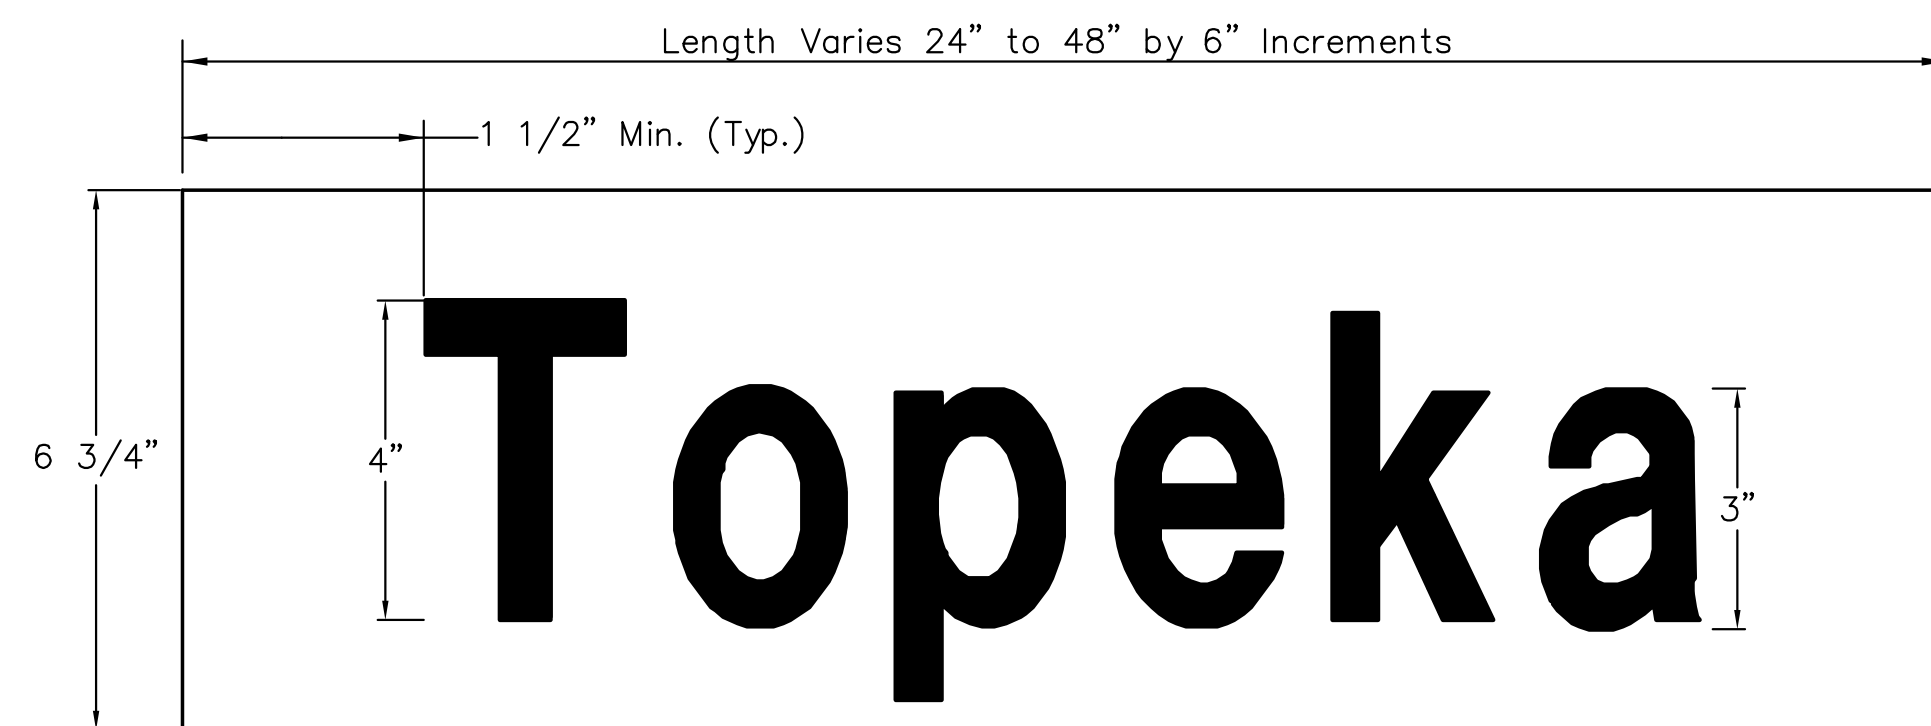 Length Varies 24” to 48” by 6” Increments
1 1/2” Min. (Typ.)
Topeka
6 3/4”
4”
3”